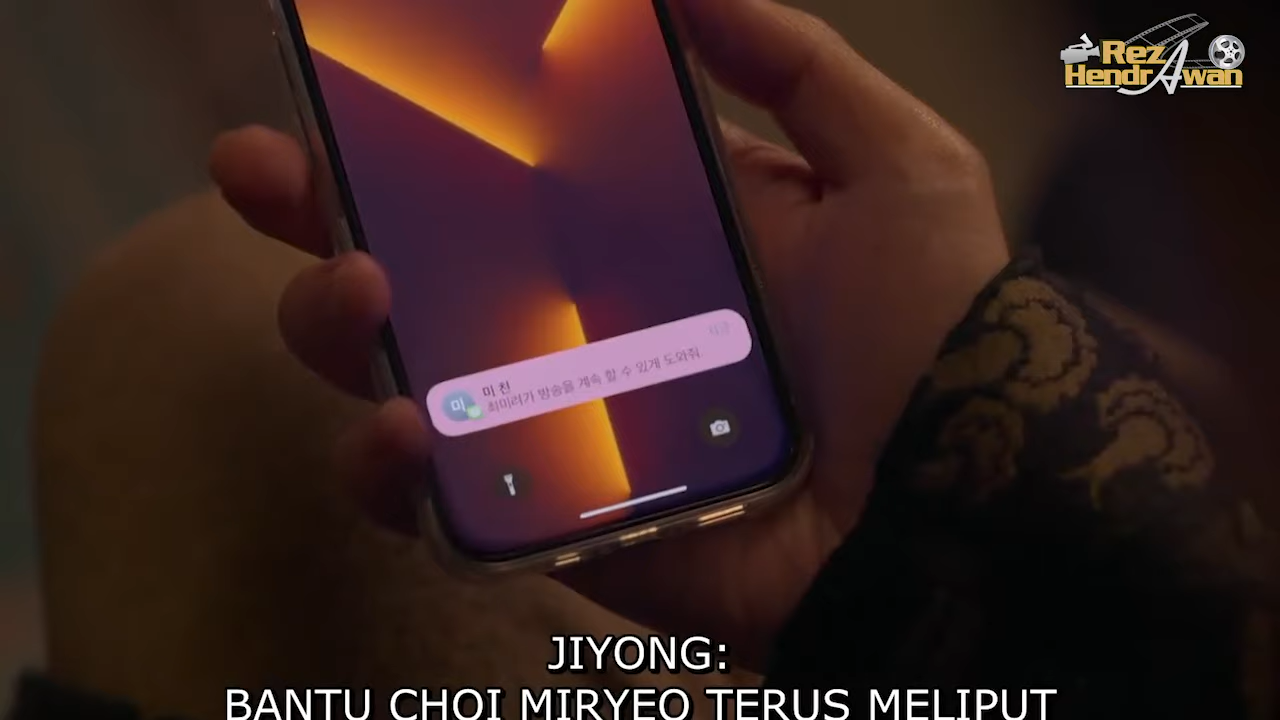 Rez
HendrAwan
미 천
미
최미려가 방송을 계속 할 수 있게 도와줘
JIYONG:
BANTU CHOI MIRYEO TERUS MELIPUT